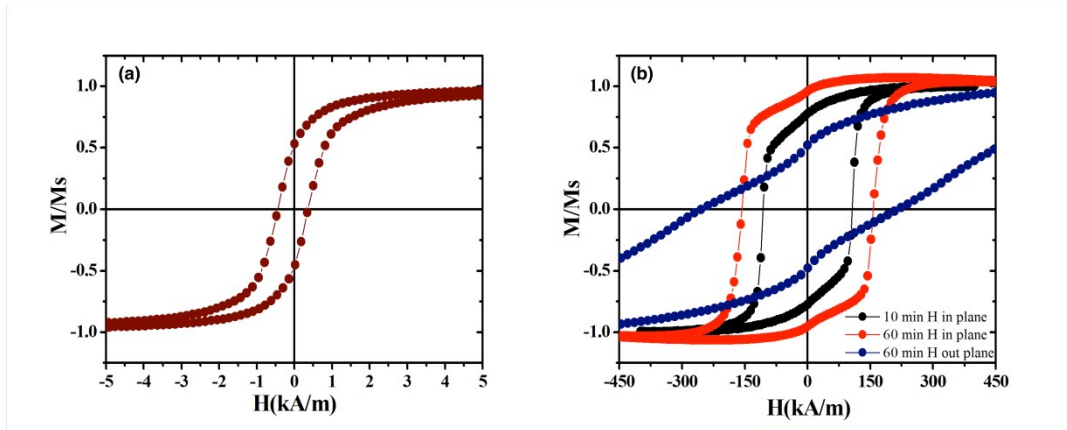 (a)
1.0
0.5
0.0
-0.5
-1.0
M/Ms
-5 -4 -3 -2 -1 0 1 2 3 4 5
H(kA/m)
(b)
1.0
0.5
0.0
-0.5
-1.0
M/Ms
10 min H in plane
60 min H in plane
60 min H out plane
-450 -300 -150 0 150 300 450
H(kA/m)